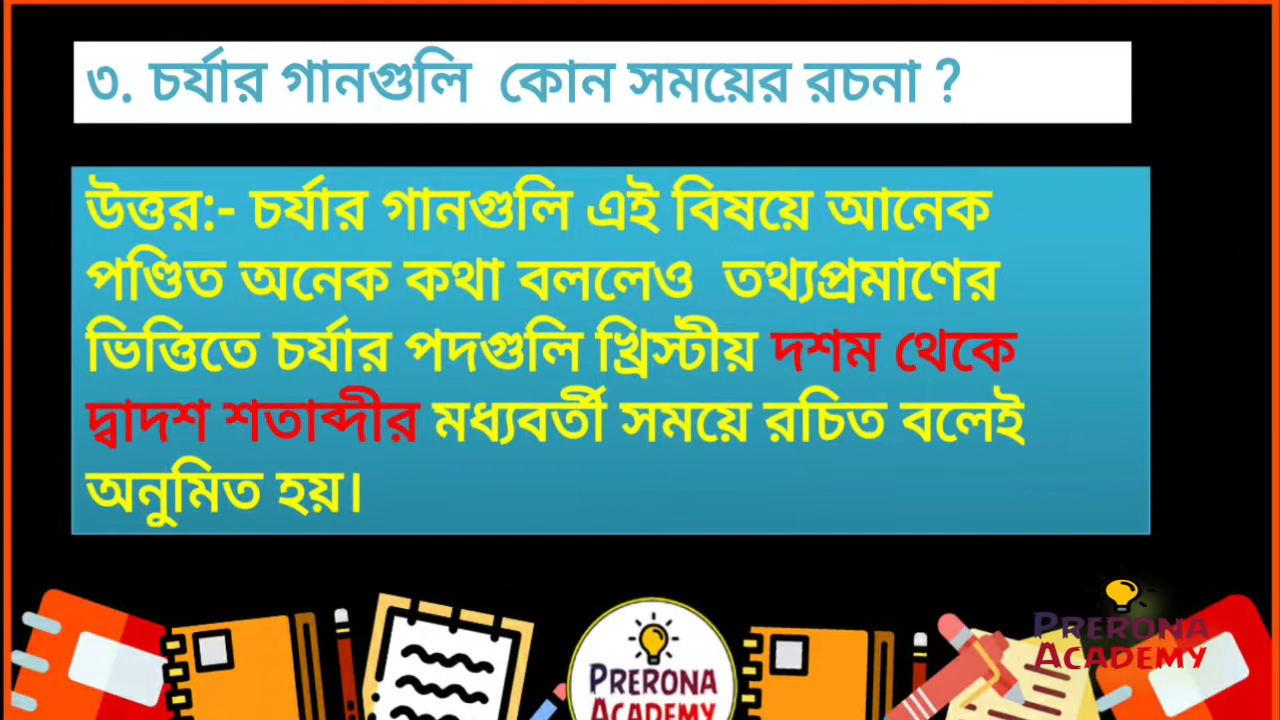 ৩. চর্যার গানগুলি কোন সময়ের রচনা ?
উত্তর:- চর্যার গানগুলি এই বিষয়ে আনেক
পণ্ডিত অনেক কথা বললেও তথ্যপ্রমাণের
ভিত্তিতে চর্যার পদগুলি খ্রিস্টীয় দশম থেকে
দ্বাদশ শতাব্দীর মধ্যবর্তী সময়ে রচিত বলেই
অনুমিত হয়।
PRERONA
ACADEMY
PRERONA
ACADEMY